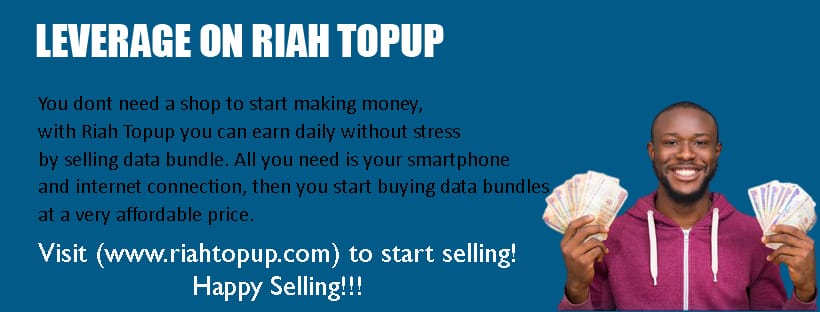 LEVERAGE ON RIAH TOPUP
You dont need a shop to start making money,
with Riah Topup you can earn daily without stress
by selling data bundle. All you need is your smartphone
and internet connection, then you start buying data bundles
at a very affordable price.
Visit (www.riahtopup.com) to start selling!
Happy Selling!!!